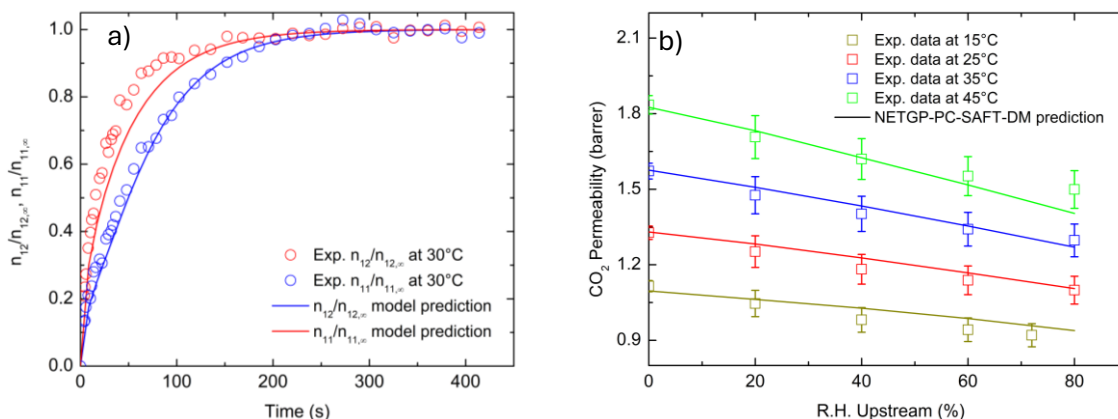 a)
n12/n12,∞, n11/n11,∞
1.0
0.8
0.6
0.4
0.2
0.0
Exp. n12/n12,∞ at 30°C
Exp. n11/n11,∞ at 30°C
n12/n12,∞ model prediction
n11/n11,∞ model prediction
0 100 200 300 400
Time (s)
b)
CO2 Permeability (barrer)
2.1
1.8
1.5
1.2
0.9
Exp. data at 15°C
Exp. data at 25°C
Exp. data at 35°C
Exp. data at 45°C
NETGP-PC-SAFT-DM prediction
0 20 40 60 80
R.H. Upstream (%)